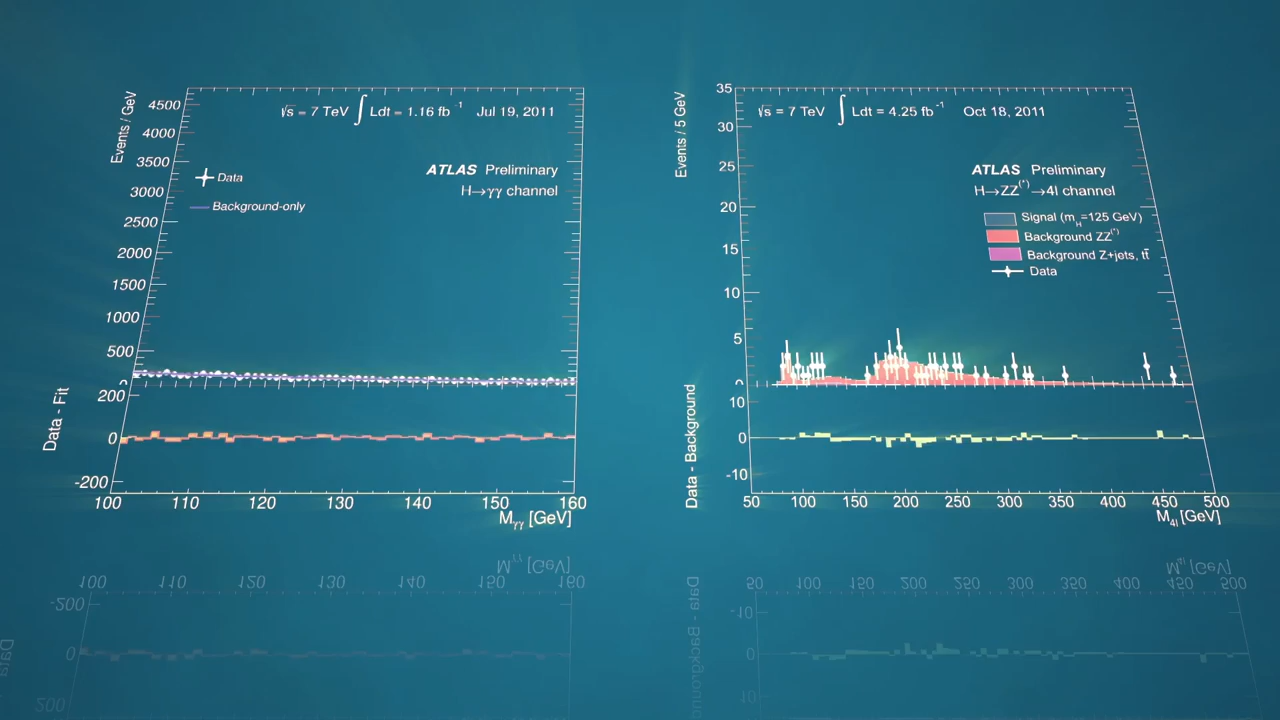 Events / GeV
4500
4000
3500
3000
2500
2000
1500
1000
500
√s = 7 TeV ∫ Ldt = 1.16 fb⁻¹ Jul 19, 2011
ATLAS Preliminary
H→γγ channel
Data
Background-only
Data - Fit
200
0
-200
100 110 120 130 140 150 160
Mγγ [GeV]
Events / 5 GeV
35
30
25
20
15
10
5
√s = 7 TeV ∫ Ldt = 4.25 fb⁻¹ Oct 18, 2011
ATLAS Preliminary
H→ZZ⁽*⁾→4l channel
Signal (m_H=125 GeV)
Background ZZ⁽*⁾
Background Z+jets, tt̄
Data
Data - Background
10
0
-10
50 100 150 200 250 300 350 400 450 500
M₄ₗ [GeV]